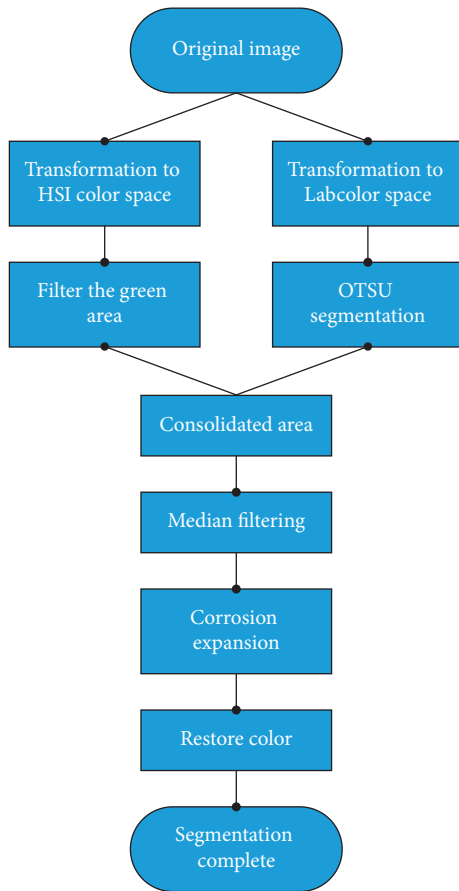 Original image
Transformation to
HSI color space
Transformation to
Labcolor space
Filter the green
area
OTSU
segmentation
Consolidated area
Median filtering
Corrosion
expansion
Restore color
Segmentation
complete